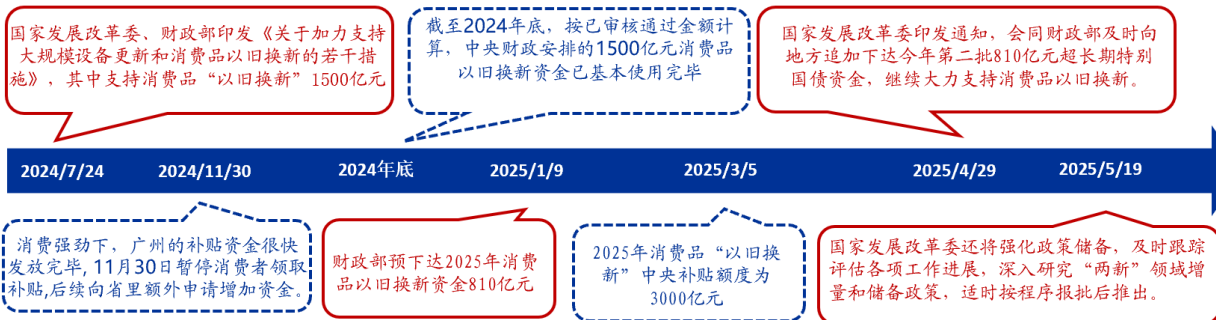 国家发展改革委、财政部印发《关于加力支持
大规模设备更新和消费品以旧换新的若干措
施》，其中支持消费品“以旧换新”1500亿元
截至2024年底，按已审核通过金额计
算，中央财政安排的1500亿元消费品
以旧换新资金已基本使用完毕
国家发展改革委印发通知，会同财政部及时向
地方追加下达今年第二批810亿元超长期特别
国债资金，继续大力支持消费品以旧换新。
2024/7/24
2024/11/30
2024年底
2025/1/9
2025/3/5
2025/4/29
2025/5/19
消费强劲下，广州的补贴资金很快
发放完毕, 11月30日暂停消费者领取
补贴,后续向省里额外申请增加资金。
财政部预下达2025年消费
品以旧换新资金810亿元
2025年消费品“以旧换
新”中央补贴额度为
3000亿元
国家发展改革委还将强化政策储备，及时跟踪
评估各项工作进展，深入研究“两新”领域增
量和储备政策，适时按程序报批后推出。